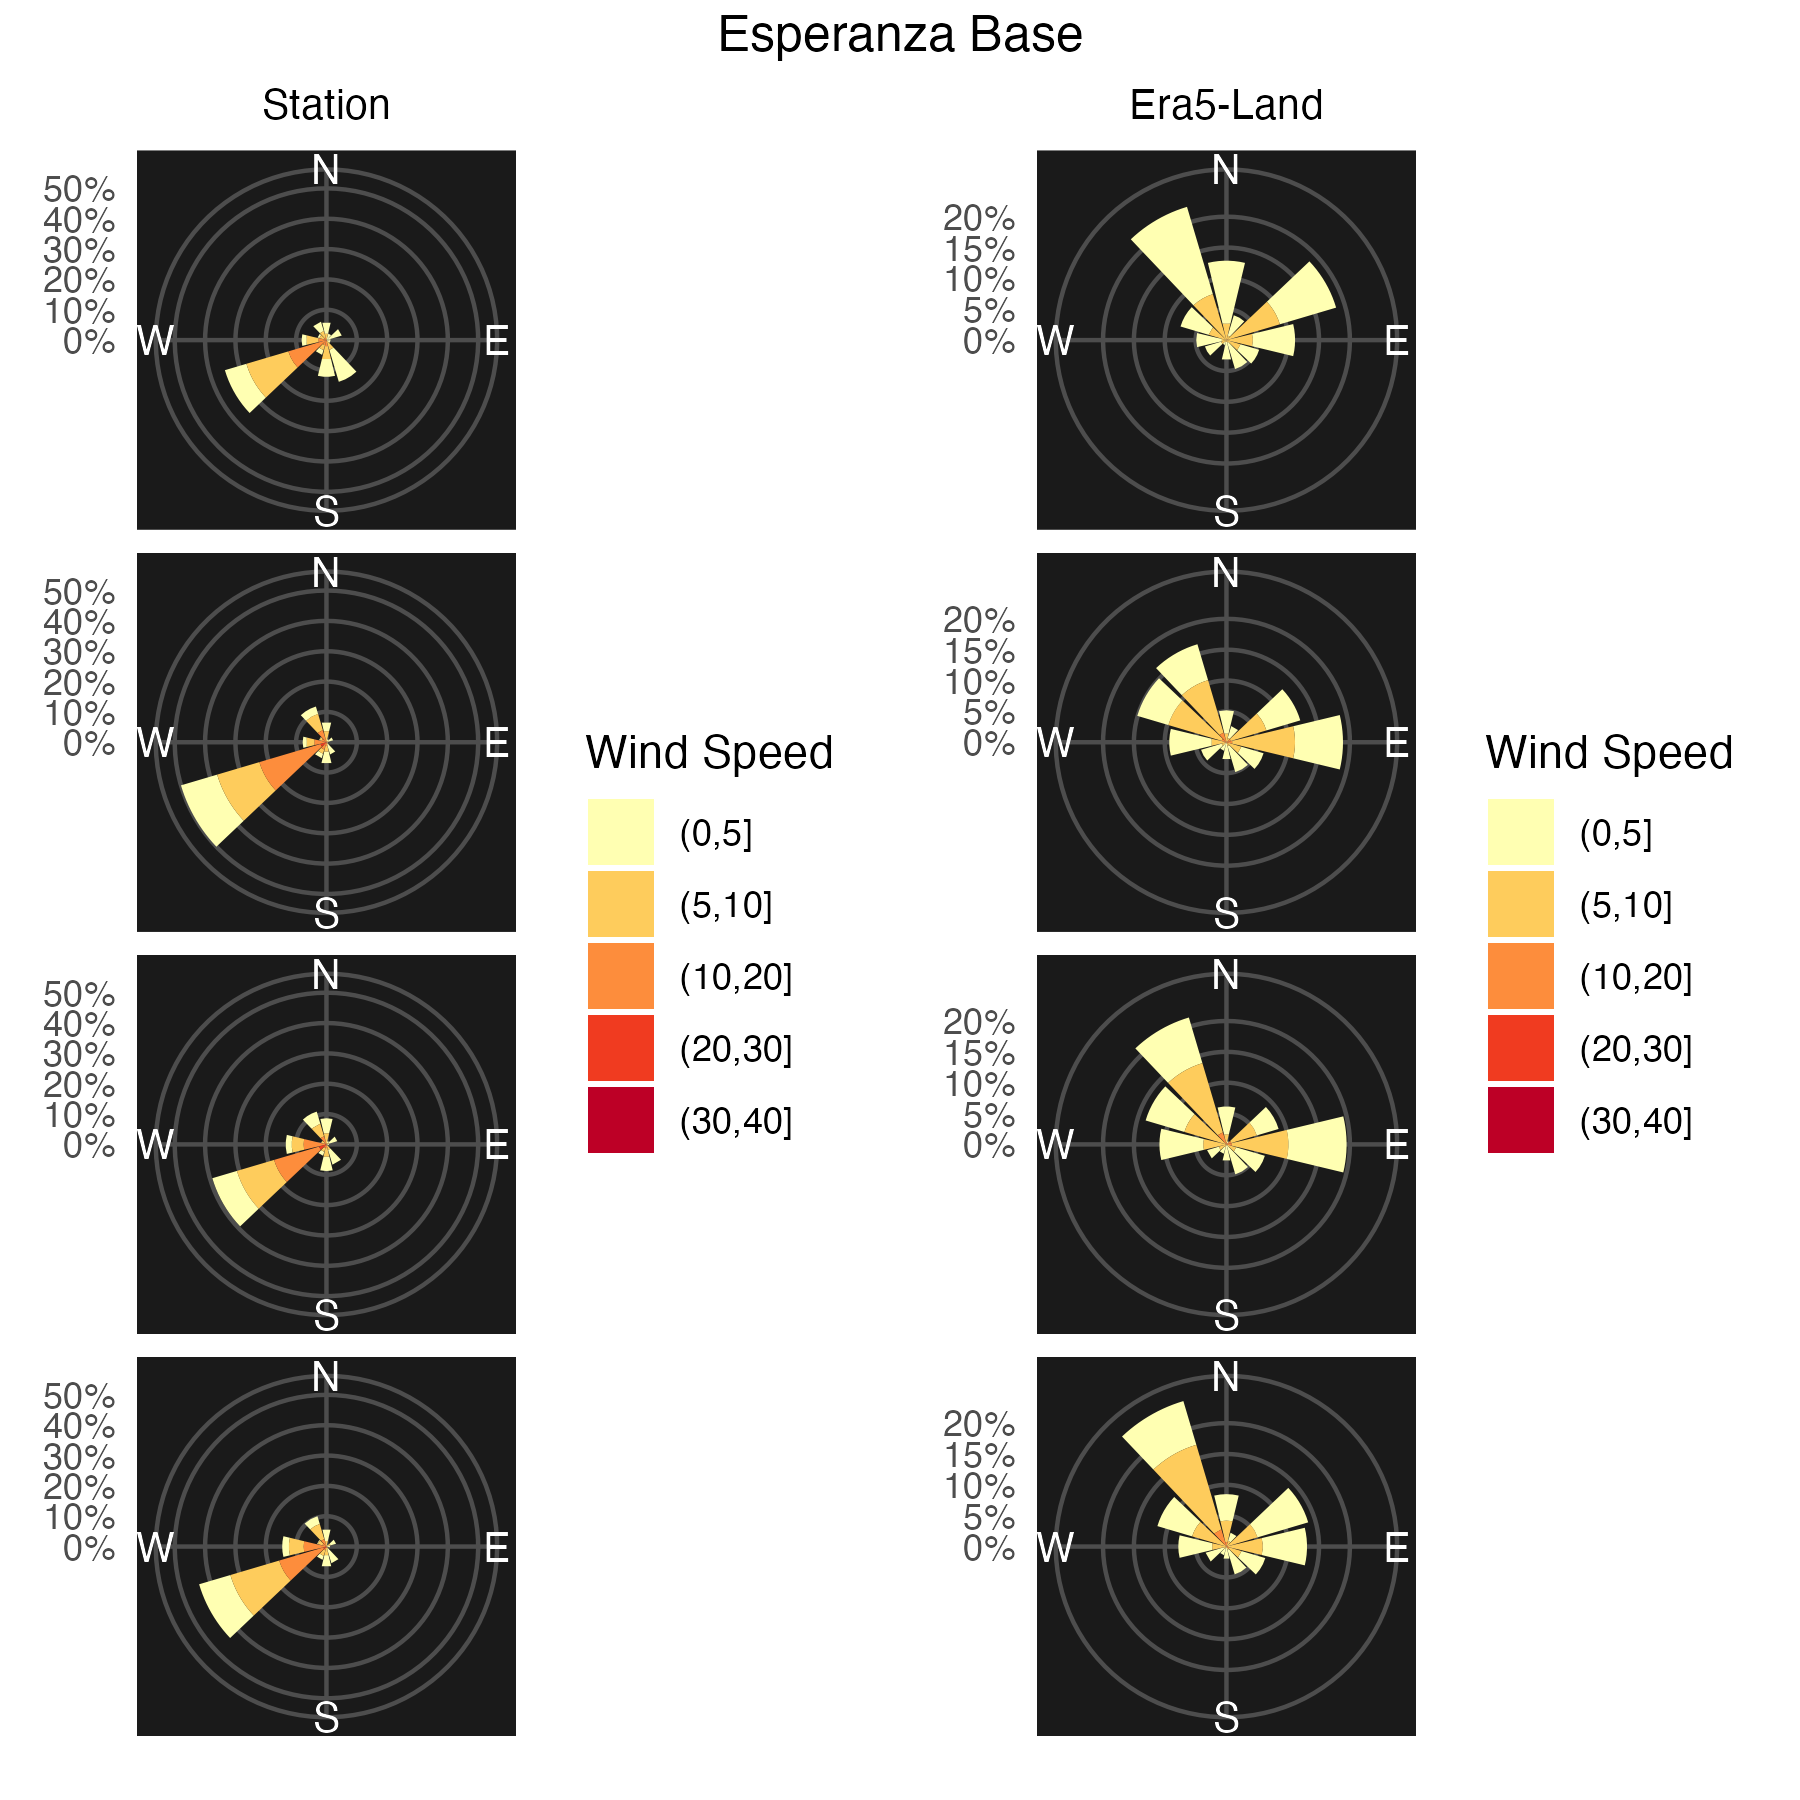 Esperanza Base
Station
Era5-Land
50%
40%
30%
20%
10%
0%
N
W
E
S
20%
15%
10%
5%
0%
N
W
E
S
50%
40%
30%
20%
10%
0%
N
W
E
S
20%
15%
10%
5%
0%
N
W
E
S
Wind Speed
(0,5]
(5,10]
(10,20]
(20,30]
(30,40]
Wind Speed
(0,5]
(5,10]
(10,20]
(20,30]
(30,40]
50%
40%
30%
20%
10%
0%
N
W
E
S
20%
15%
10%
5%
0%
N
W
E
S
50%
40%
30%
20%
10%
0%
N
W
E
S
20%
15%
10%
5%
0%
N
W
E
S